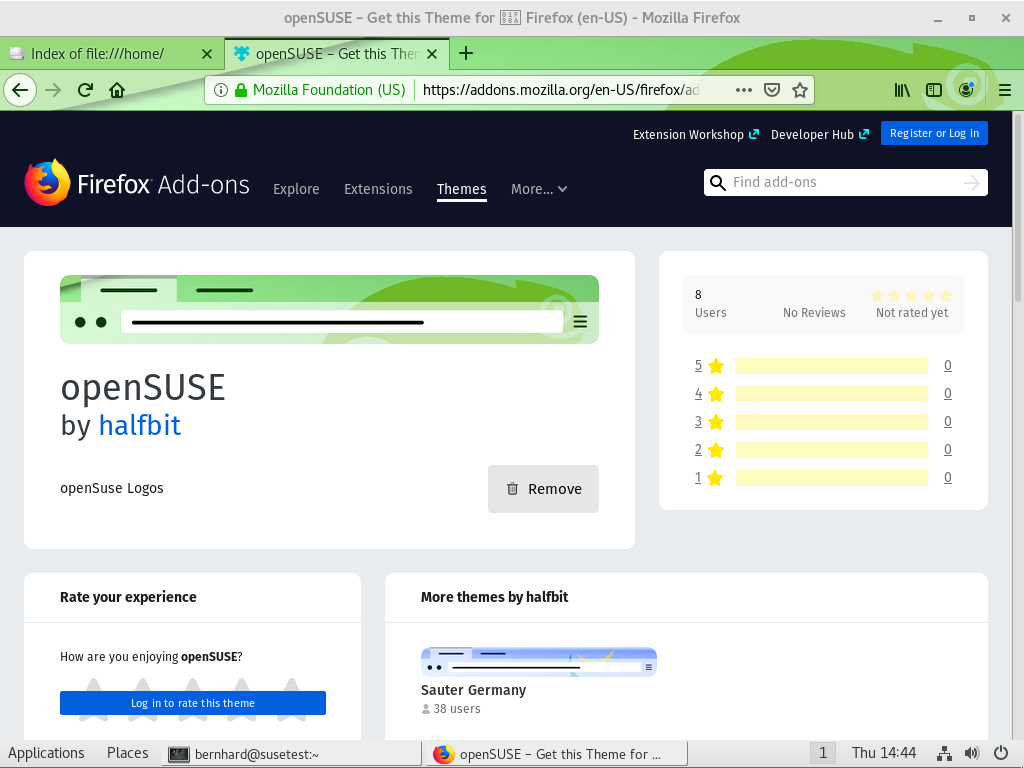 openSUSE – Get this Theme for 🦊 Firefox (en-US) - Mozilla Firefox
Index of file:///home/
openSUSE – Get this Then
Mozilla Foundation (US)
https://addons.mozilla.org/en-US/firefox/ad
Extension Workshop
Developer Hub
Register or Log in
Firefox Add-ons
Explore
Extensions
Themes
More...
Find add-ons
openSUSE
by halfbit
openSuse Logos
Remove
8
Users
No Reviews
Not rated yet
5 0
4 0
3 0
2 0
1 0
Rate your experience
How are you enjoying openSUSE?
Log in to rate this theme
More themes by halfbit
Sauter Germany
38 users
Applications
Places
bernhard@susetest:~
openSUSE – Get this Theme for ...
1
Thu 14:44